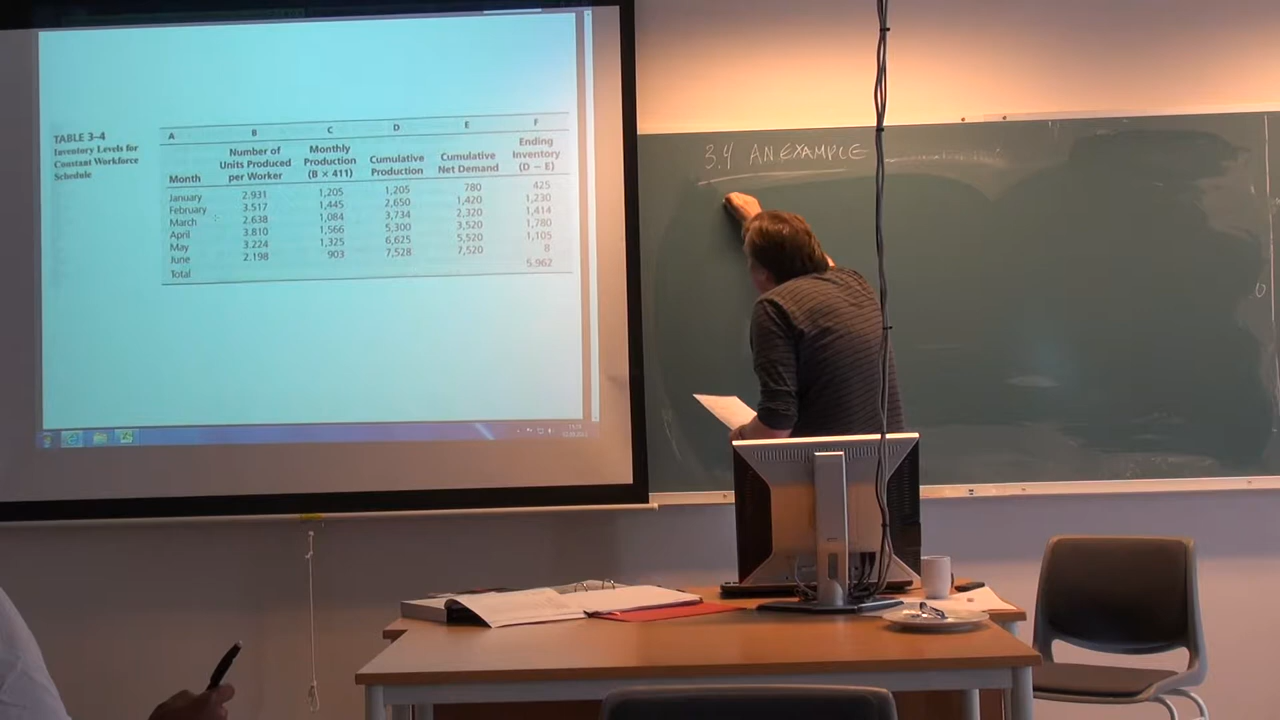 TABLE 3–4
Inventory Levels for
Constant Workforce
Schedule
A B C D E F
Month Number of Units Produced per Worker Monthly Production (B × 411) Cumulative Production Cumulative Net Demand Ending Inventory (D – E)
January 2.931 1,205 1,205 780 425
February 3.517 1,445 2,650 1,420 1,230
March 2.638 1,084 3,734 2,320 1,414
April 3.810 1,566 5,300 3,520 1,780
May 3.224 1,325 6,625 5,520 1,105
June 2.198 903 7,528 7,520 8
Total 5.962
3.4 AN EXAMPLE